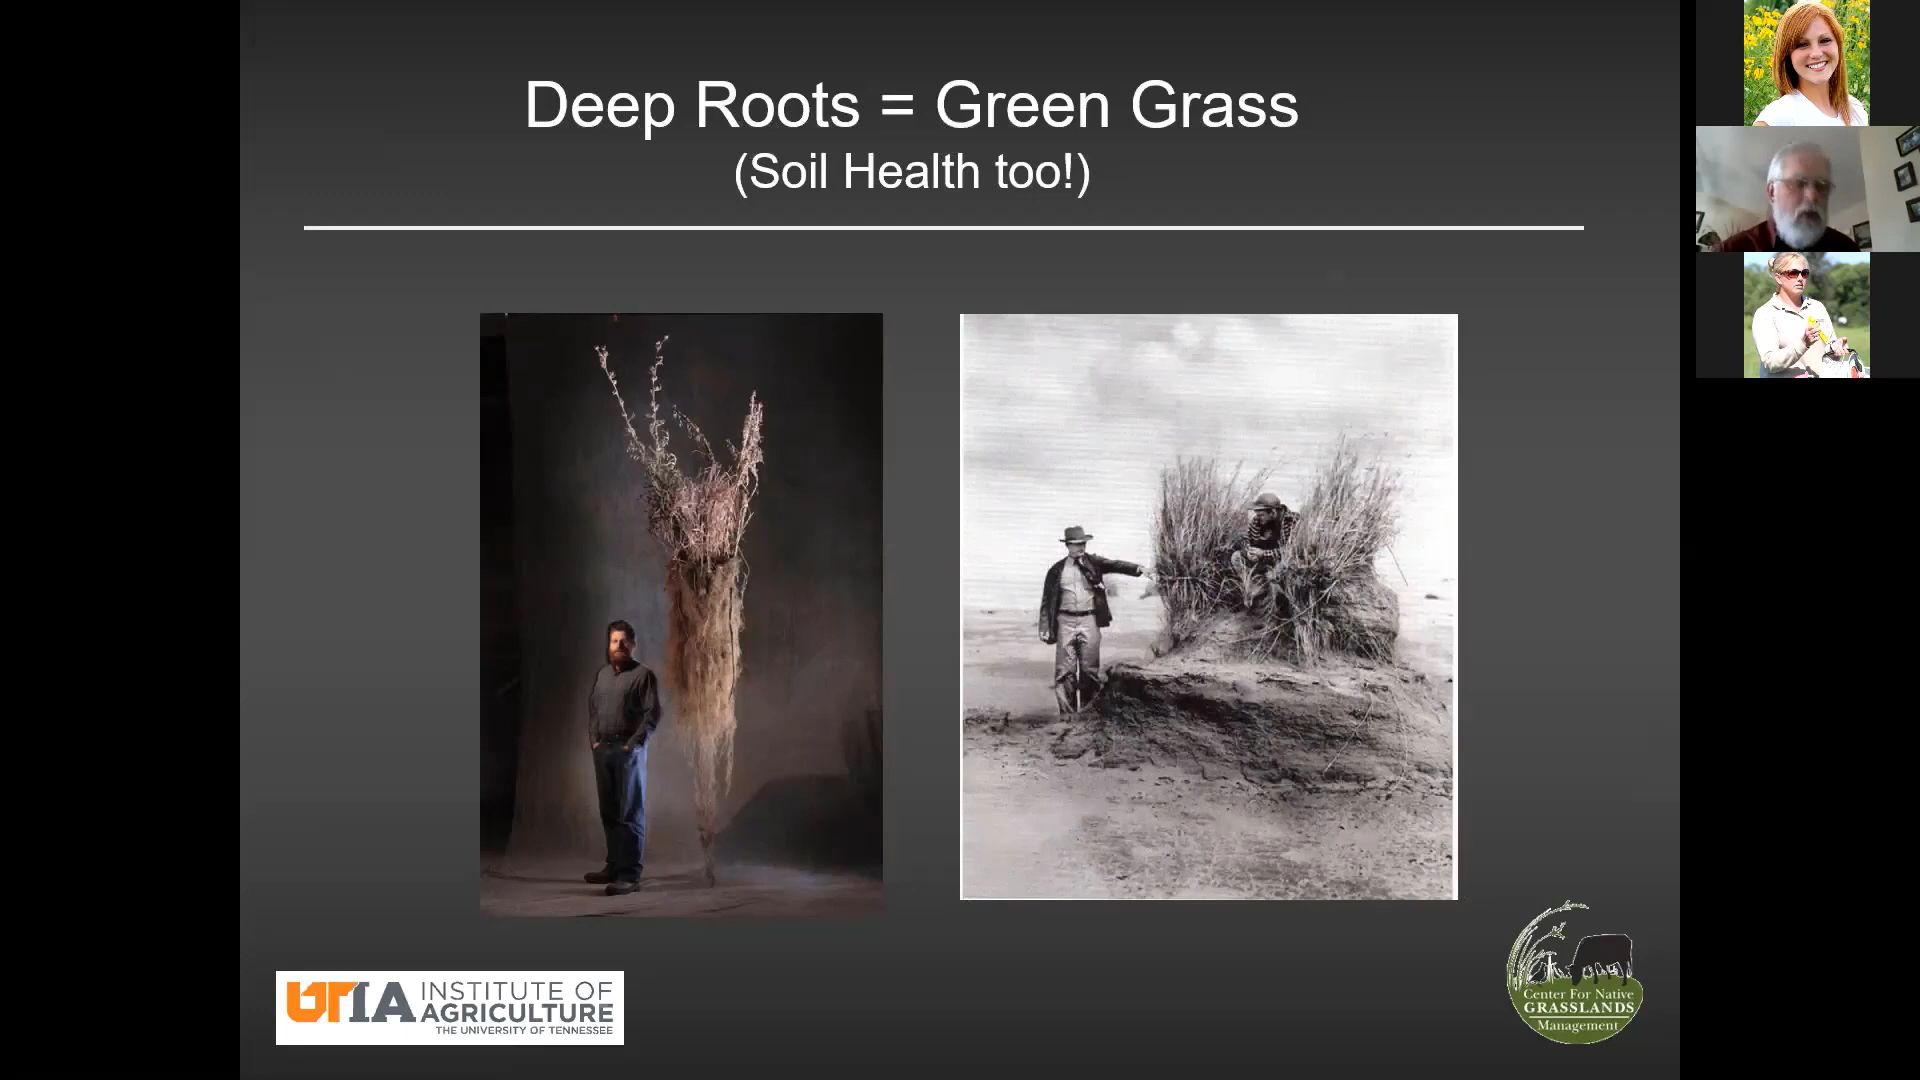 Deep Roots = Green Grass
(Soil Health too!)
UTIA INSTITUTE OF
AGRICULTURE
THE UNIVERSITY OF TENNESSEE
Center For Native
GRASSLANDS
Management